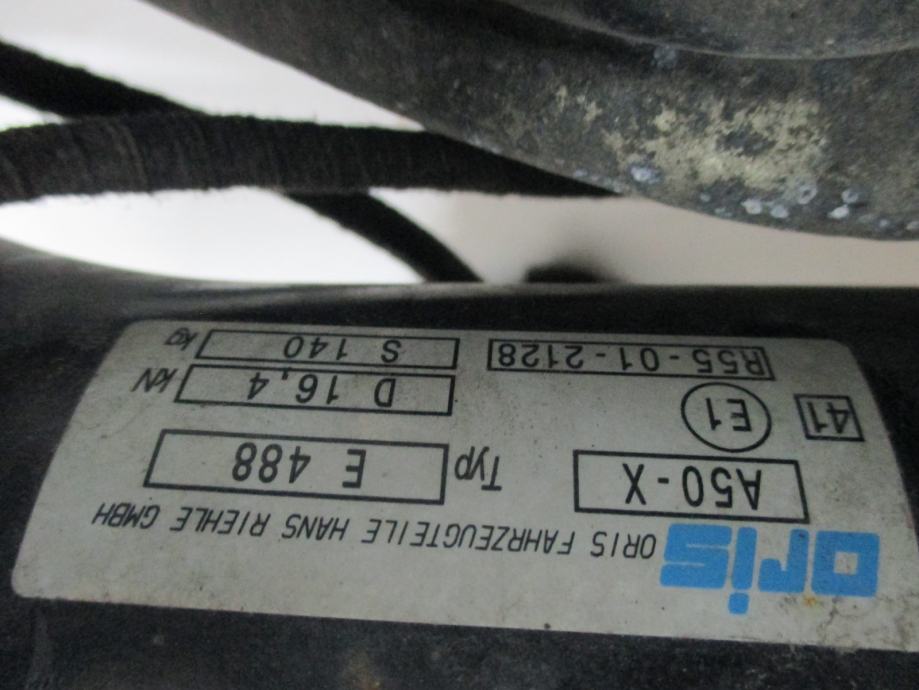 oris ORIS FAHRZEUGTEILE HANS RIEHLE GMBH
A50-X Typ E 488
41 E1 D 16,4 kN
R55-01-2128 S 140 kg